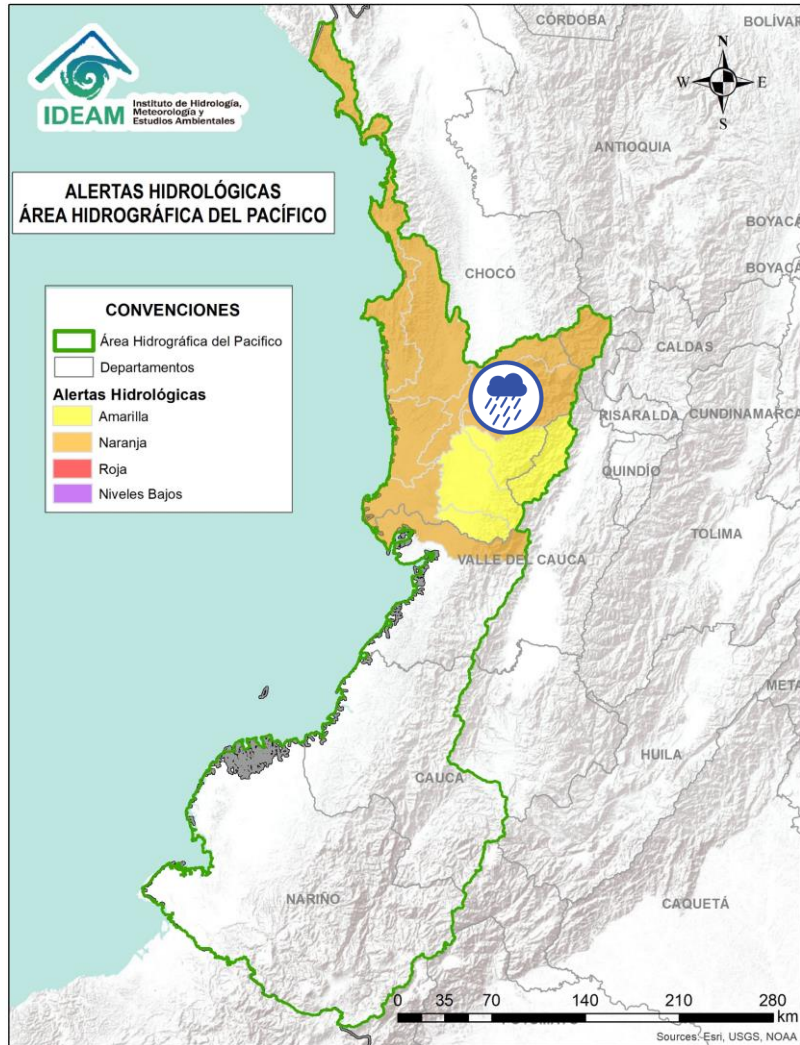 CÓRDOBA
BOLÍVAR
N
W E
S
IDEAM
Instituto de Hidrología,
Meteorología y
Estudios Ambientales
ANTIOQUIA
ALERTAS HIDROLÓGICAS
ÁREA HIDROGRÁFICA DEL PACÍFICO
BOYACÁ
BOYACÁ
CHOCÓ
CONVENCIONES
Área Hidrográfica del Pacifico
Departamentos
Alertas Hidrológicas
Amarilla
Naranja
Roja
Niveles Bajos
CALDAS
RISARALDA
CUNDINAMARCA
QUINDÍO
TOLIMA
VALLE DEL CAUCA
META
HUILA
CAUCA
NARIÑO
CAQUETÁ
0 35 70 140 210 280
km
Sources: Esri, USGS, NOAA